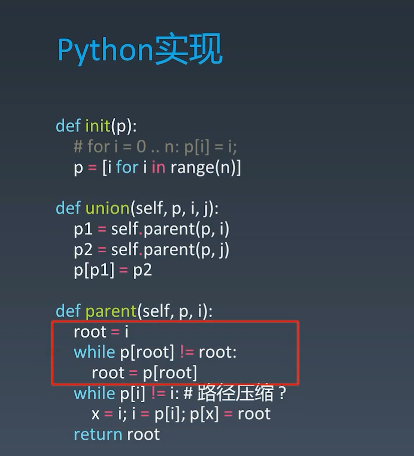 Python实现
def init(p):
# for i = 0 .. n: p[i] = i;
p = [i for i in range(n)]
def union(self, p, i, j):
p1 = self.parent(p, i)
p2 = self.parent(p, j)
p[p1] = p2
def parent(self, p, i):
root = i
while p[root] != root:
root = p[root]
while p[i] != i: # 路径压缩 ?
x = i; i = p[i]; p[x] = root
return root